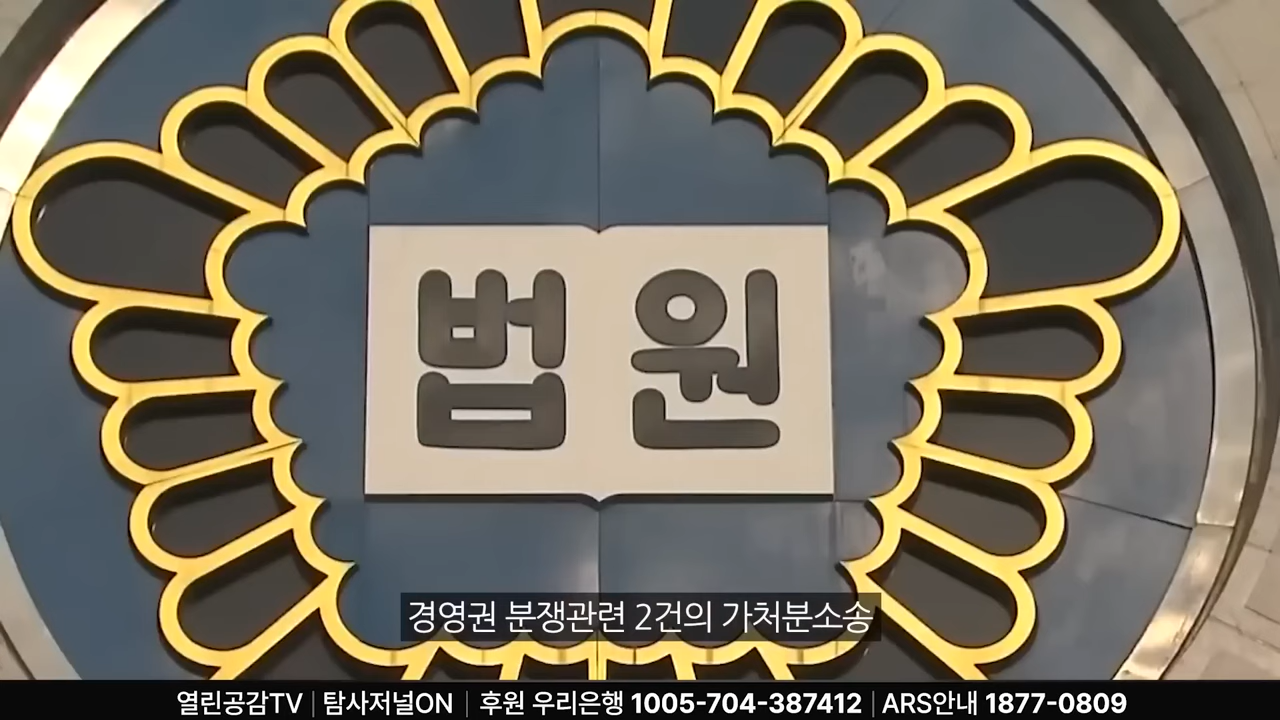 법원
경영권 분쟁관련 2건의 가처분소송
열린공감TV | 탐사저널ON | 후원 우리은행 1005-704-387412 | ARS안내 1877-0809